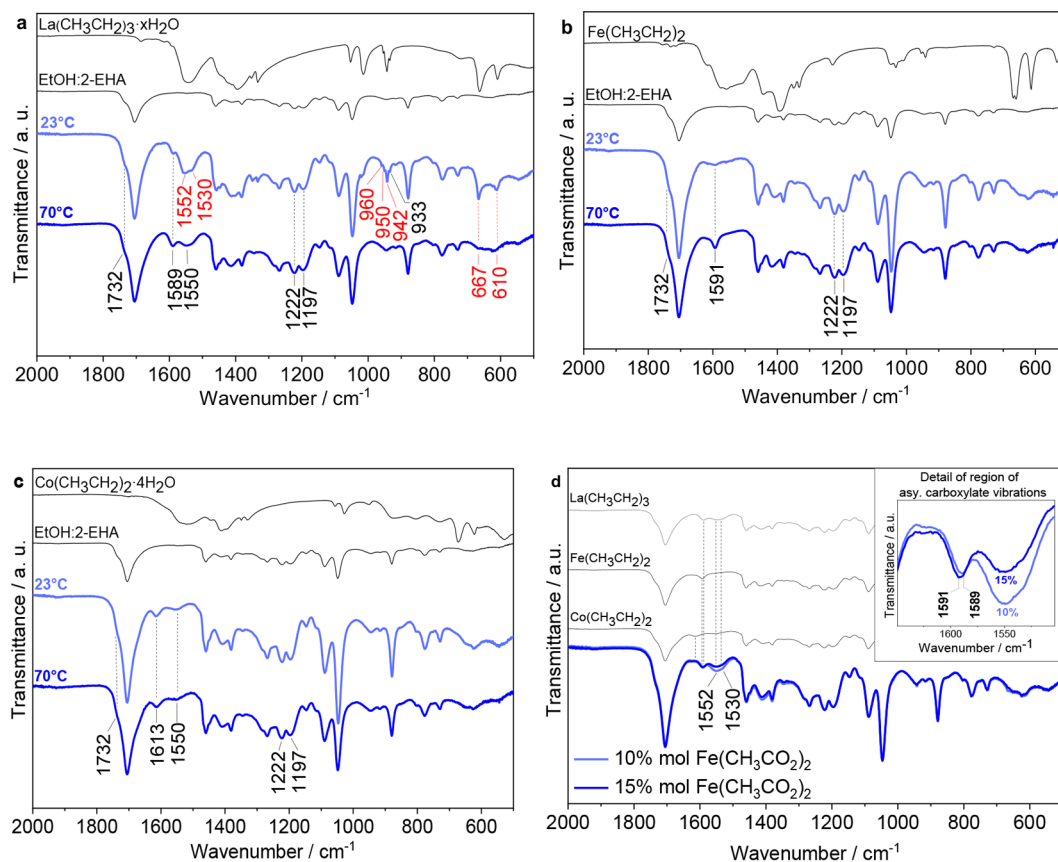 a
La(CH3CH2)3·xH2O
EtOH:2-EHA
23°C
70°C
1732
1589
1552
1550
1530
1222
1197
960
950
942
933
667
610
Transmittance / a. u.
2000 1800 1600 1400 1200 1000 800 600
Wavenumber / cm-1
b
Fe(CH3CH2)2
EtOH:2-EHA
23°C
70°C
1732
1591
1222
1197
Transmittance / a. u.
2000 1800 1600 1400 1200 1000 800 600
Wavenumber / cm-1
c
Co(CH3CH2)2·4H2O
EtOH:2-EHA
23°C
70°C
1732
1613
1550
1222
1197
Transmittance / a. u.
2000 1800 1600 1400 1200 1000 800 600
Wavenumber / cm-1
d
La(CH3CH2)3
Fe(CH3CH2)2
Co(CH3CH2)2
1552
1530
10% mol Fe(CH3CO2)2
15% mol Fe(CH3CO2)2
Transmittance / a. u.
2000 1800 1600 1400 1200 1000 800 600
Wavenumber / cm-1
Detail of region of
asy. carboxylate vibrations
Transmittance / a.u.
15%
10%
1591
1589
1600 1550
Wavenumber / cm-1